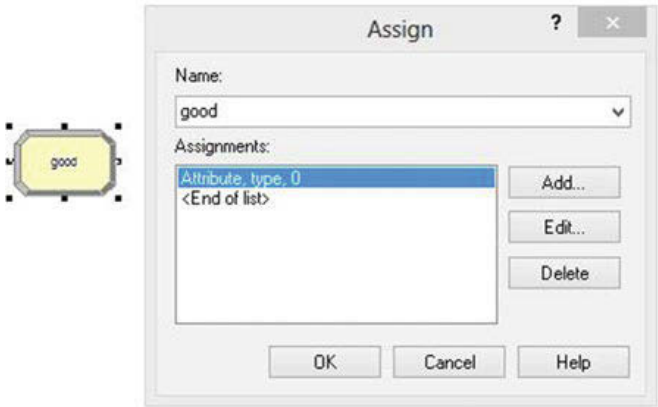 Assign
?
×
Name:
good
good
Assignments:
Attribute, type, 0
<End of list>
Add...
Edit...
Delete
OK
Cancel
Help